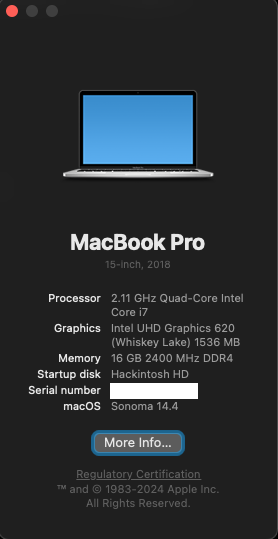 MacBook Pro
15-inch, 2018
Processor 2.11 GHz Quad-Core Intel
Core i7
Graphics Intel UHD Graphics 620
(Whiskey Lake) 1536 MB
Memory 16 GB 2400 MHz DDR4
Startup disk Hackintosh HD
Serial number
macOS Sonoma 14.4
More Info...
Regulatory Certification
™ and © 1983-2024 Apple Inc.
All Rights Reserved.